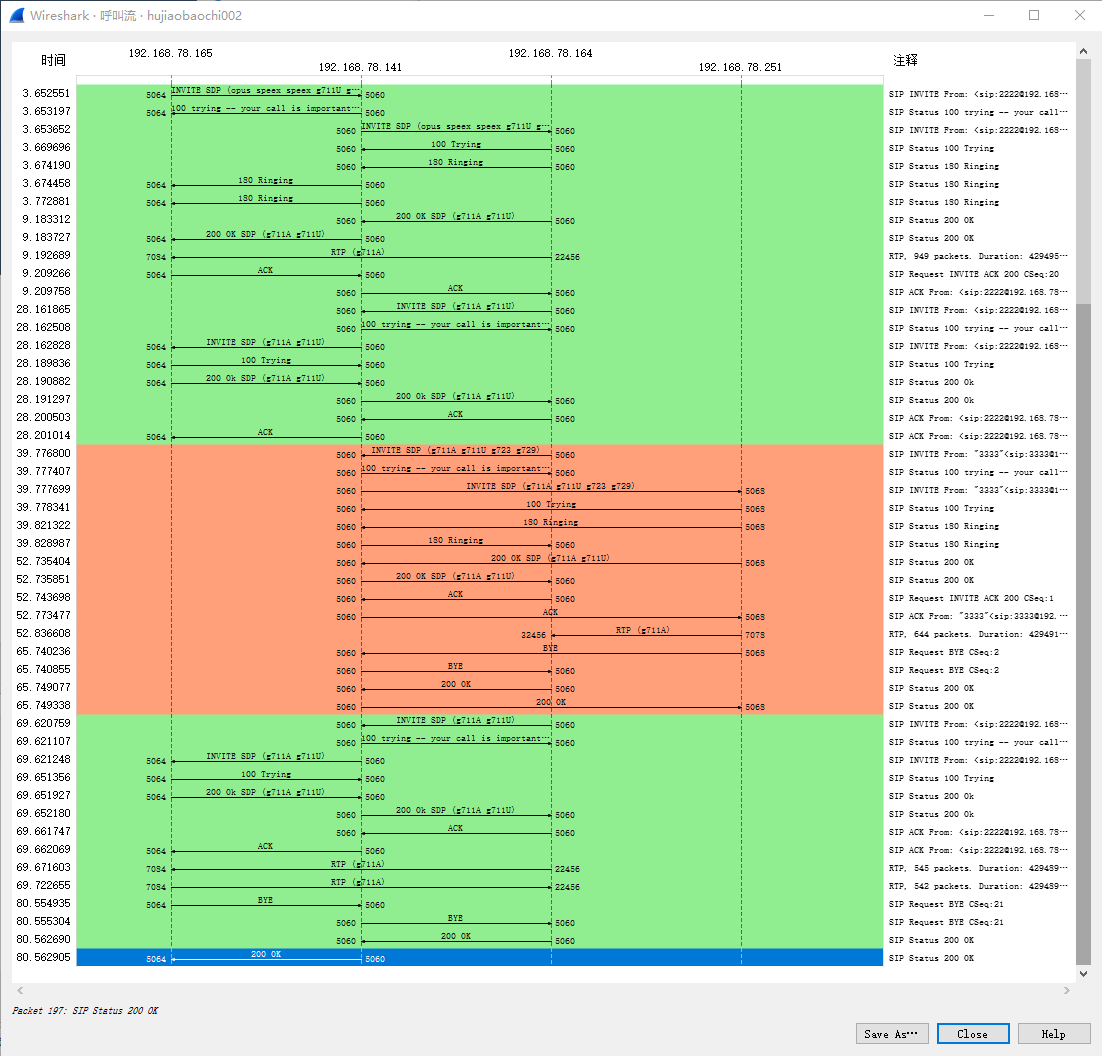 Wireshark · 呼叫流 · hujiaobaochi002
时间 192.168.78.165 192.168.78.141 192.168.78.164 192.168.78.251 注释
3.652551 5064 INVITE SDP (opus speex speex g711U g··· 5060 SIP INVITE From: <sip:2222@192.168···
3.653197 5064 100 trying -- your call is important··· 5060 SIP Status 100 trying -- your call···
3.653652 5060 INVITE SDP (opus speex speex g711U g··· 5060 SIP INVITE From: <sip:2222@192.168···
3.669696 5060 100 Trying 5060 SIP Status 100 Trying
3.674190 5060 180 Ringing 5060 SIP Status 180 Ringing
3.674458 5064 180 Ringing 5060 SIP Status 180 Ringing
3.772881 5064 180 Ringing 5060 SIP Status 180 Ringing
9.183312 5060 200 OK SDP (g711A g711U) 5060 SIP Status 200 OK
9.183727 5064 200 OK SDP (g711A g711U) 5060 SIP Status 200 OK
9.192689 7084 RTP (g711A) 22456 RTP, 949 packets. Duration: 429495···
9.209266 5064 ACK 5060 SIP Request INVITE ACK 200 CSeq:20
9.209758 5060 ACK 5060 SIP ACK From: <sip:2222@192.168.78···
28.161865 5060 INVITE SDP (g711A g711U) 5060 SIP INVITE From: <sip:2222@192.168···
28.162508 5060 100 trying -- your call is important··· 5060 SIP Status 100 trying -- your call···
28.162828 5064 INVITE SDP (g711A g711U) 5060 SIP INVITE From: <sip:2222@192.168···
28.189836 5064 100 Trying 5060 SIP Status 100 Trying
28.190882 5064 200 Ok SDP (g711A g711U) 5060 SIP Status 200 Ok
28.191297 5060 200 Ok SDP (g711A g711U) 5060 SIP Status 200 Ok
28.200503 5060 ACK 5060 SIP ACK From: <sip:2222@192.168.78···
28.201014 5064 ACK 5060 SIP ACK From: <sip:2222@192.168.78···
39.776800 5060 INVITE SDP (g711A g711U g723 g729) 5060 SIP INVITE From: "3333"<sip:3333@1···
39.777407 5060 100 trying -- your call is important··· 5060 SIP Status 100 trying -- your call···
39.777699 5060 INVITE SDP (g711A g711U g723 g729) 5068 SIP INVITE From: "3333"<sip:3333@1···
39.778341 5060 100 Trying 5068 SIP Status 100 Trying
39.821322 5060 180 Ringing 5068 SIP Status 180 Ringing
39.828987 5060 180 Ringing 5060 SIP Status 180 Ringing
52.735404 5060 200 OK SDP (g711A g711U) 5068 SIP Status 200 OK
52.735851 5060 200 OK SDP (g711A g711U) 5060 SIP Status 200 OK
52.743698 5060 ACK 5060 SIP Request INVITE ACK 200 CSeq:1
52.773477 5060 ACK 5068 SIP ACK From: "3333"<sip:3333@192.···
52.836608 32456 RTP (g711A) 7078 RTP, 644 packets. Duration: 429491···
65.740236 5060 BYE 5068 SIP Request BYE CSeq:2
65.740855 5060 BYE 5060 SIP Request BYE CSeq:2
65.749077 5060 200 OK 5060 SIP Status 200 OK
65.749338 5060 200 OK 5068 SIP Status 200 OK
69.620759 5060 INVITE SDP (g711A g711U) 5060 SIP INVITE From: <sip:2222@192.168···
69.621107 5060 100 trying -- your call is important··· 5060 SIP Status 100 trying -- your call···
69.621248 5064 INVITE SDP (g711A g711U) 5060 SIP INVITE From: <sip:2222@192.168···
69.651356 5064 100 Trying 5060 SIP Status 100 Trying
69.651927 5064 200 Ok SDP (g711A g711U) 5060 SIP Status 200 Ok
69.652180 5060 200 Ok SDP (g711A g711U) 5060 SIP Status 200 Ok
69.661747 5060 ACK 5060 SIP ACK From: <sip:2222@192.168.78···
69.662069 5064 ACK 5060 SIP ACK From: <sip:2222@192.168.78···
69.671603 7084 RTP (g711A) 22456 RTP, 545 packets. Duration: 429489···
69.722655 7084 RTP (g711A) 22456 RTP, 542 packets. Duration: 429489···
80.554935 5064 BYE 5060 SIP Request BYE CSeq:21
80.555304 5060 BYE 5060 SIP Request BYE CSeq:21
80.562690 5060 200 OK 5060 SIP Status 200 OK
80.562905 5064 200 OK 5060 SIP Status 200 OK
Packet 197: SIP Status 200 OK
Save As··· Close Help